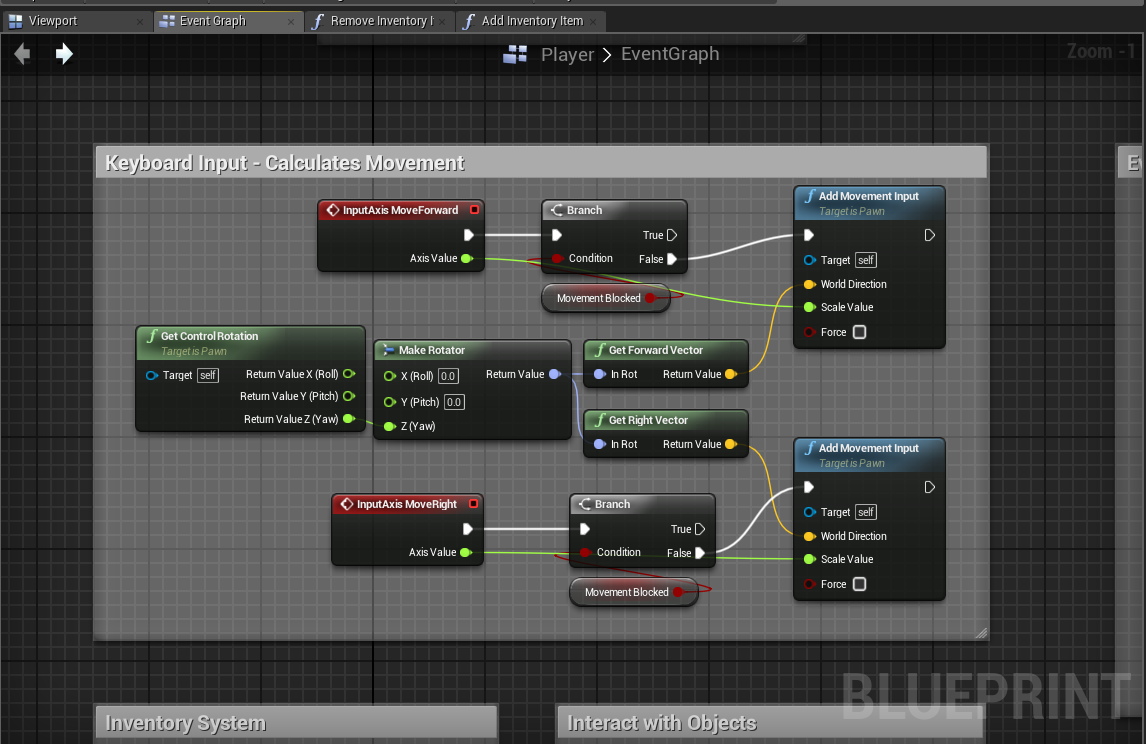 Viewport
Event Graph
Remove Inventory I
Add Inventory Item
Player > EventGraph
Zoom -1
Keyboard Input - Calculates Movement
InputAxis MoveForward
Axis Value
Branch
True
Condition
False
Movement Blocked
Add Movement Input
Target is Pawn
Target self
World Direction
Scale Value
Force
Get Control Rotation
Target is Pawn
Target self
Return Value X (Roll)
Return Value Y (Pitch)
Return Value Z (Yaw)
Make Rotator
X (Roll) 0.0
Return Value
Y (Pitch) 0.0
Z (Yaw)
Get Forward Vector
In Rot Return Value
Get Right Vector
In Rot Return Value
InputAxis MoveRight
Axis Value
Branch
True
Condition
False
Movement Blocked
Add Movement Input
Target is Pawn
Target self
World Direction
Scale Value
Force
BLUEPRINT
Inventory System
Interact with Objects